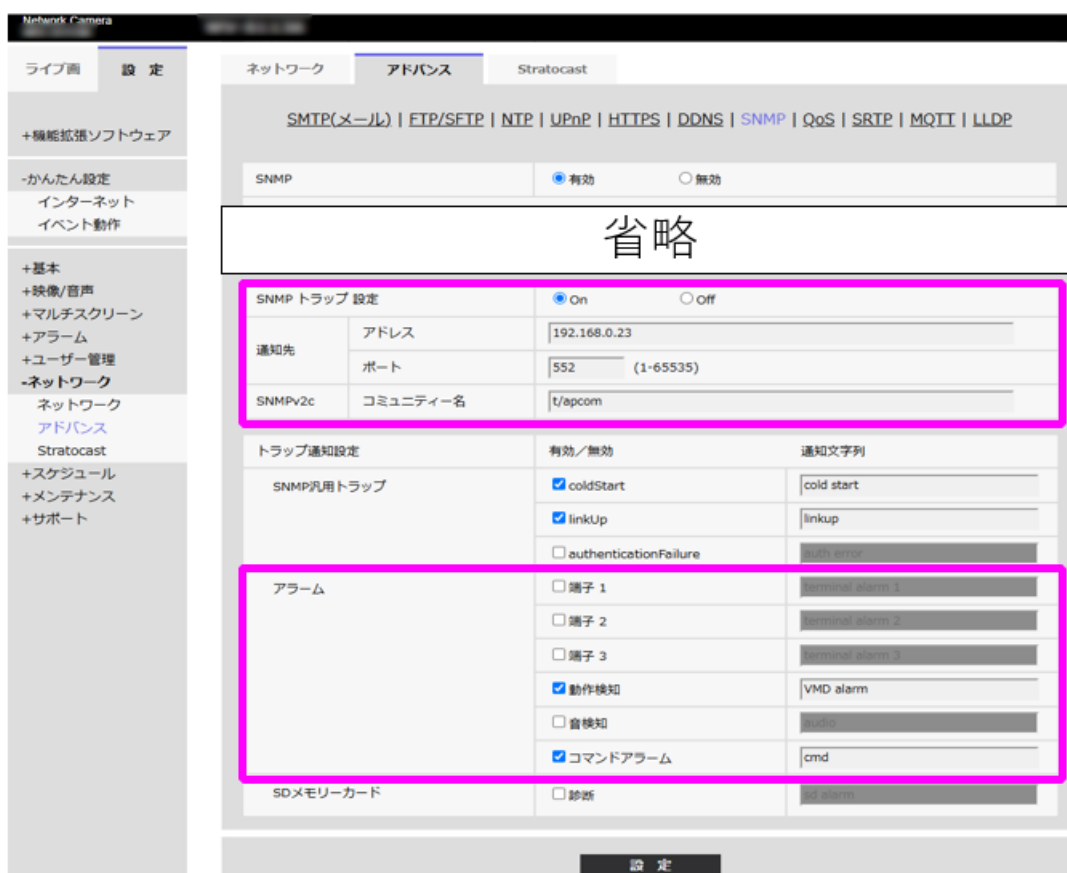 Network Camera
ライブ画 設 定
ネットワーク アドバンス Stratocast
SMTP(メール) | FTP/SFTP | NTP | UPnP | HTTPS | DDNS | SNMP | QoS | SRTP | MQTT | LLDP
+機能拡張ソフトウェア
-かんたん設定
インターネット
イベント動作
+基本
+映像/音声
+マルチスクリーン
+アラーム
+ユーザー管理
-ネットワーク
ネットワーク
アドバンス
Stratocast
+スケジュール
+メンテナンス
+サポート
SNMP 有効 無効
省略
SNMP トラップ 設定 On Off
通知先 アドレス 192.168.0.23
ポート 552 (1-65535)
SNMPv2c コミュニティー名 t/apcom
トラップ通知設定 有効／無効 通知文字列
SNMP汎用トラップ coldStart cold start
linkUp linkup
authenticationFailure auth error
アラーム 端子 1 terminal alarm 1
端子 2 terminal alarm 2
端子 3 terminal alarm 3
動作検知 VMD alarm
音検知 audio
コマンドアラーム cmd
SDメモリーカード 診断 sd alarm
設 定